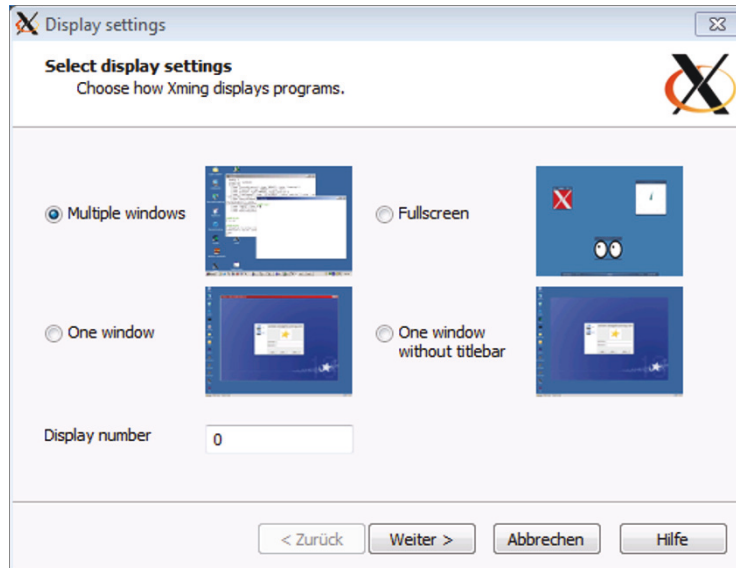 Display settings
Select display settings
Choose how Xming displays programs.
Multiple windows
Fullscreen
One window
One window
without titlebar
Display number
0
< Zurück
Weiter >
Abbrechen
Hilfe